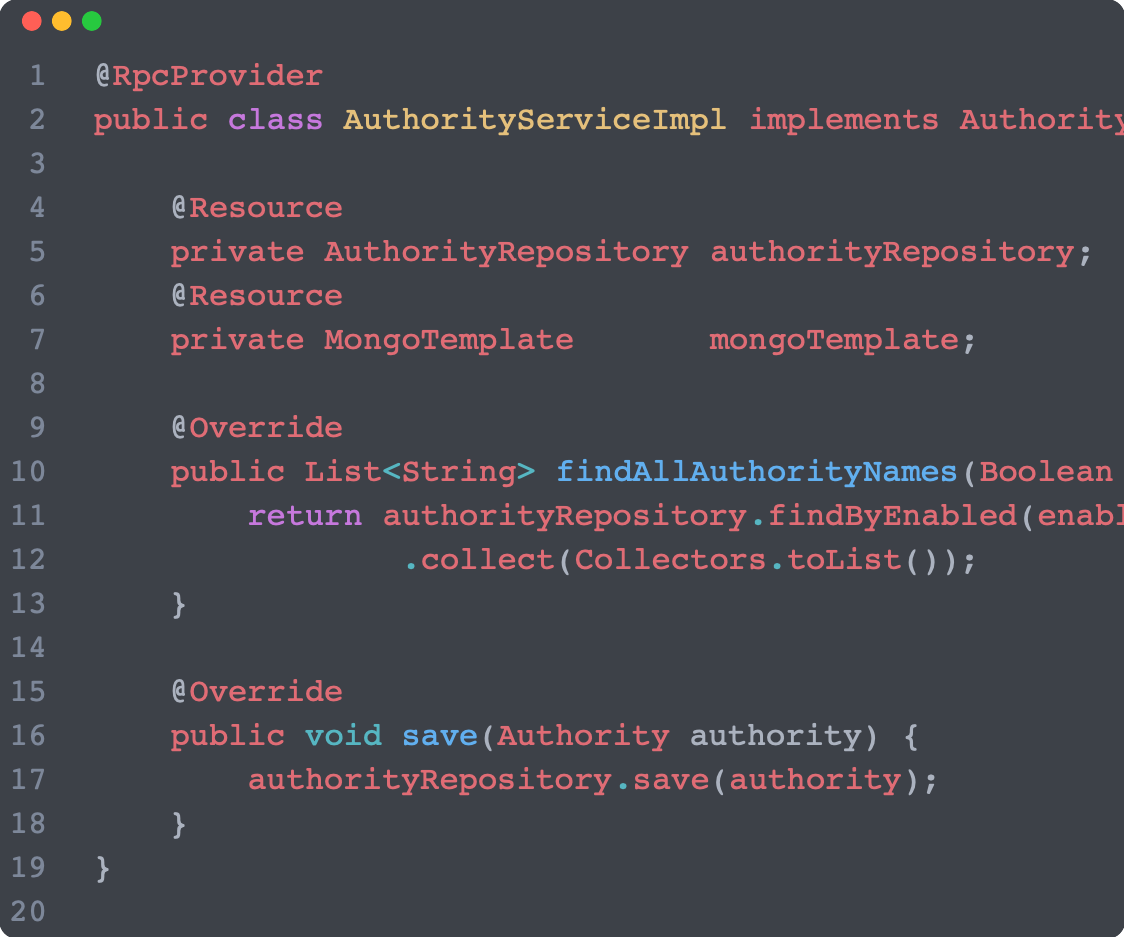 1 @RpcProvider
2 public class AuthorityServiceImpl implements Authority
3
4 @Resource
5 private AuthorityRepository authorityRepository;
6 @Resource
7 private MongoTemplate mongoTemplate;
8
9 @Override
10 public List<String> findAllAuthorityNames(Boolean
11 return authorityRepository.findByEnabled(enabl
12 .collect(Collectors.toList());
13 }
14
15 @Override
16 public void save(Authority authority) {
17 authorityRepository.save(authority);
18 }
19 }
20